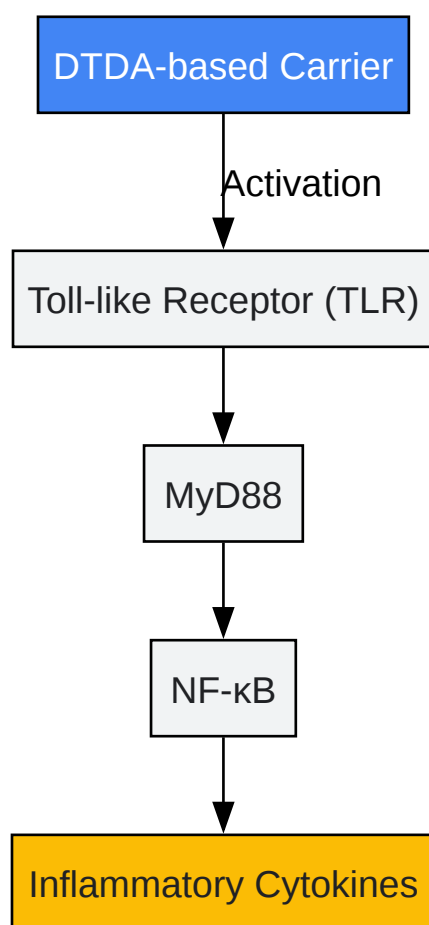 DTDA-based Carrier
Activation
Toll-like Receptor (TLR)
MyD88
NF-κB
Inflammatory Cytokines